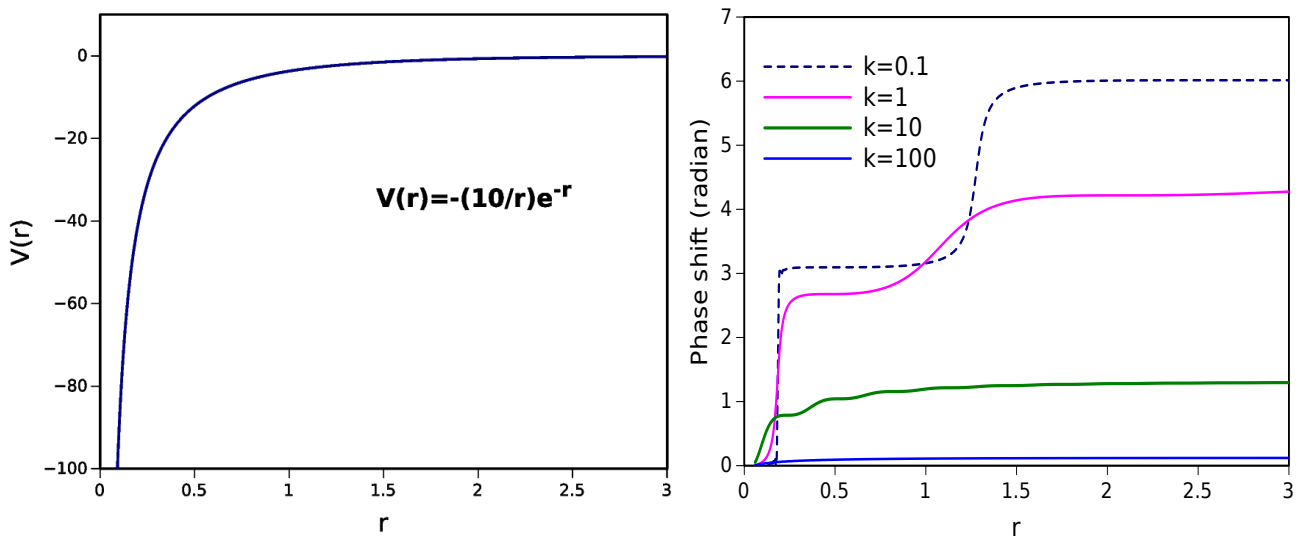 0
−20
−40
−60
−80
−100
V(r)
V(r)=-(10/r)e-r
0 0.5 1 1.5 2 2.5 3
r
7
6
5
4
3
2
1
0
Phase shift (radian)
k=0.1
k=1
k=10
k=100
0 0.5 1 1.5 2 2.5 3
r